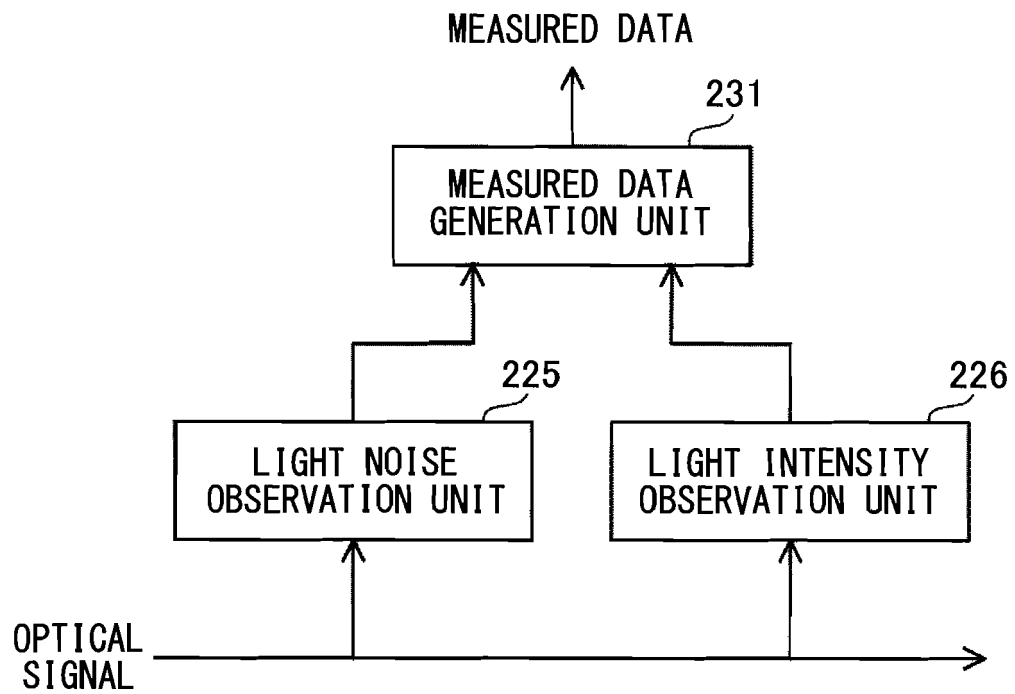 MEASURED DATA
231
MEASURED DATA
GENERATION UNIT
225
226
LIGHT NOISE
OBSERVATION UNIT
LIGHT INTENSITY
OBSERVATION UNIT
OPTICAL
SIGNAL